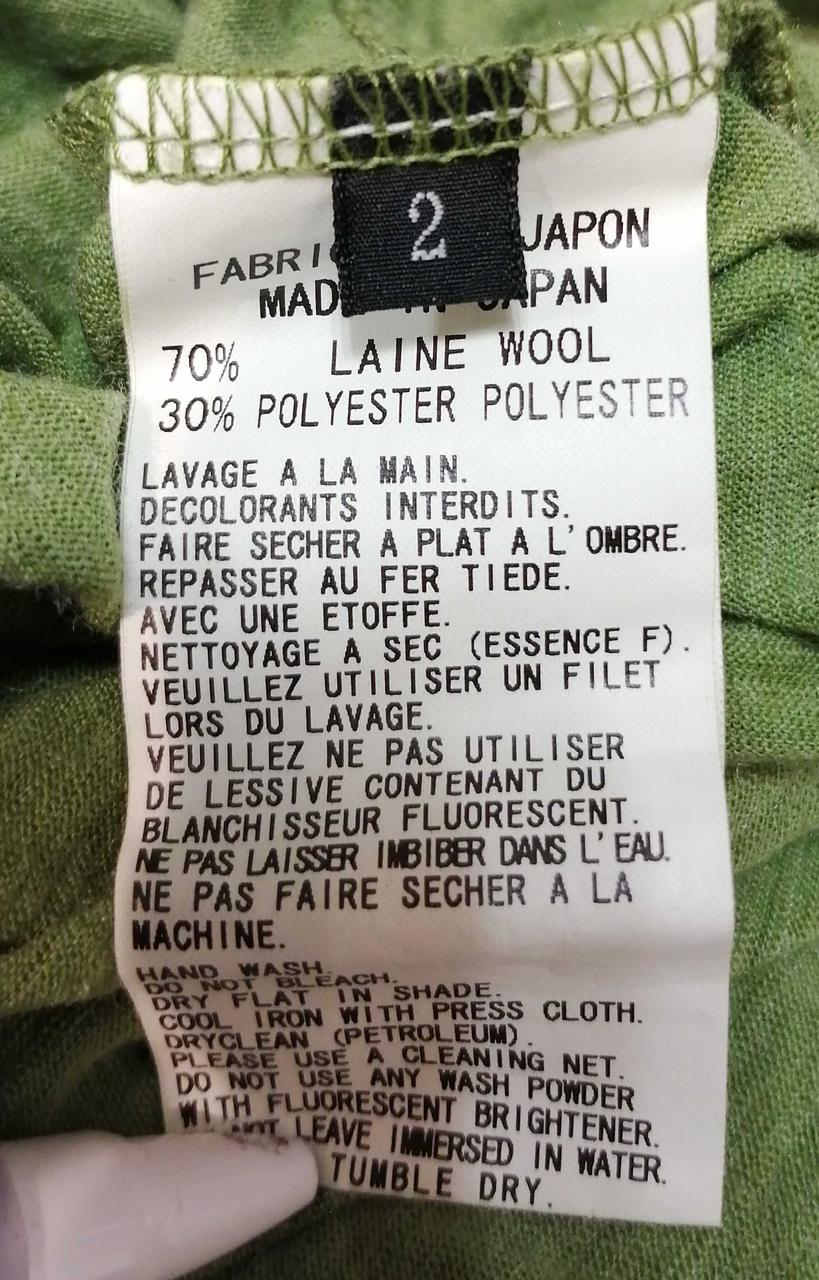 2
JAPON
MADE IN JAPAN
70% LAINE WOOL
30% POLYESTER POLYESTER
LAVAGE A LA MAIN.
DECOLORANTS INTERDITS.
FAIRE SECHER A PLAT A L'OMBRE.
REPASSER AU FER TIEDE.
AVEC UNE ETOFFE.
NETTOYAGE A SEC (ESSENCE F).
VEUILLEZ UTILISER UN FILET
LORS DU LAVAGE.
VEUILLEZ NE PAS UTILISER
DE LESSIVE CONTENANT DU
BLANCHISSEUR FLUORESCENT.
NE PAS LAISSER IMBIBER DANS L'EAU.
NE PAS FAIRE SECHER A LA
MACHINE.
HAND WASH.
DO NOT BLEACH.
DRY FLAT IN SHADE.
COOL IRON WITH PRESS CLOTH.
DRYCLEAN (PETROLEUM).
PLEASE USE A CLEANING NET.
DO NOT USE ANY WASH POWDER
WITH FLUORESCENT BRIGHTENER.
NOT LEAVE IMMERSED IN WATER.
TUMBLE DRY.